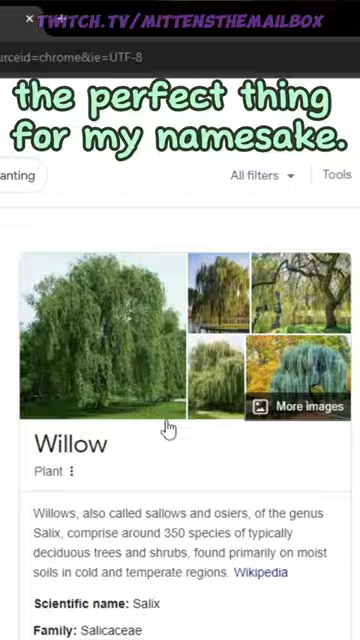 TWITCH.TV/MITTENSTHEMAILBOX
urceid=chrome&ie=UTF-8
the perfect thing
for my namesake.
anting
All filters
Tools
More images
Willow
Plant
Willows, also called sallows and osiers, of the genus
Salix, comprise around 350 species of typically
deciduous trees and shrubs, found primarily on moist
soils in cold and temperate regions. Wikipedia
Scientific name: Salix
Family: Salicaceae